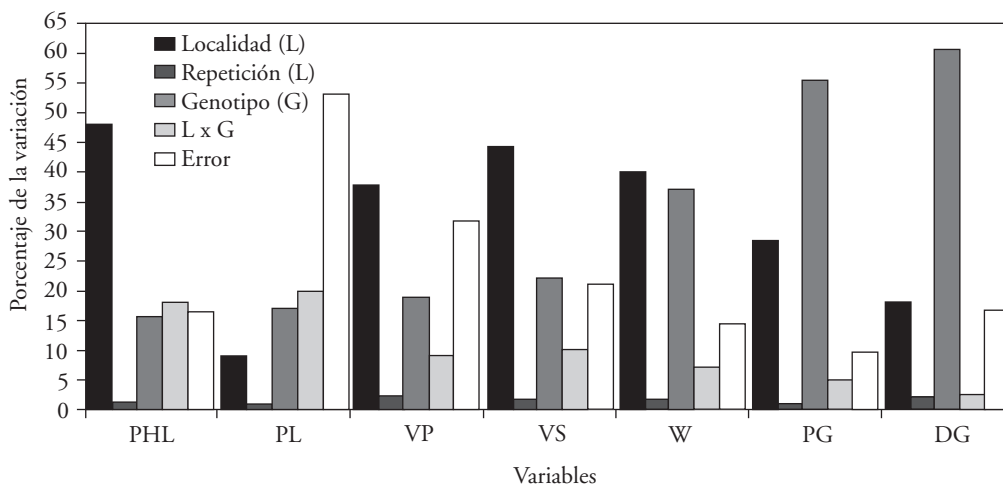 Porcentaje de la variación
65
60
55
50
45
40
35
30
25
20
15
10
5
0
Localidad (L)
Repetición (L)
Genotipo (G)
L x G
Error
PHL PL VP VS W PG DG
Variables